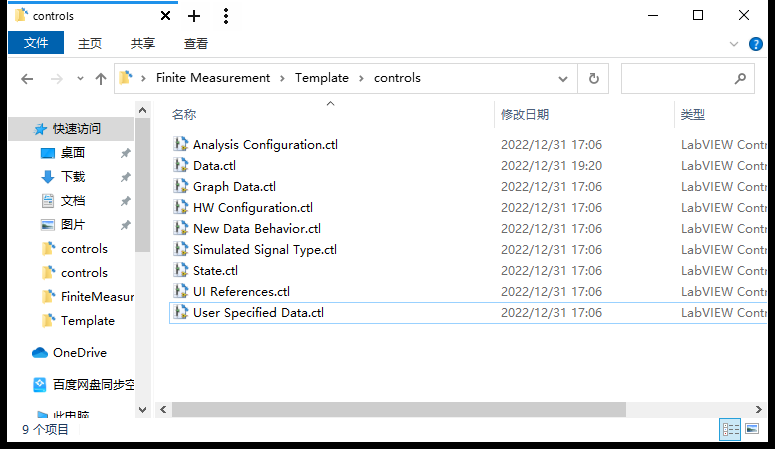 controls
文件 主页 共享 查看
Finite Measurement Template controls
名称 修改日期 类型
快速访问
桌面
下载
文档
图片
controls
controls
FiniteMeasur
Template
OneDrive
百度网盘同步空
此电脑
Analysis Configuration.ctl 2022/12/31 17:06 LabVIEW Contr
Data.ctl 2022/12/31 19:20 LabVIEW Contr
Graph Data.ctl 2022/12/31 17:06 LabVIEW Contr
HW Configuration.ctl 2022/12/31 17:06 LabVIEW Contr
New Data Behavior.ctl 2022/12/31 17:06 LabVIEW Contr
Simulated Signal Type.ctl 2022/12/31 17:06 LabVIEW Contr
State.ctl 2022/12/31 17:06 LabVIEW Contr
UI References.ctl 2022/12/31 17:06 LabVIEW Contr
User Specified Data.ctl 2022/12/31 17:06 LabVIEW Contr
9 个项目